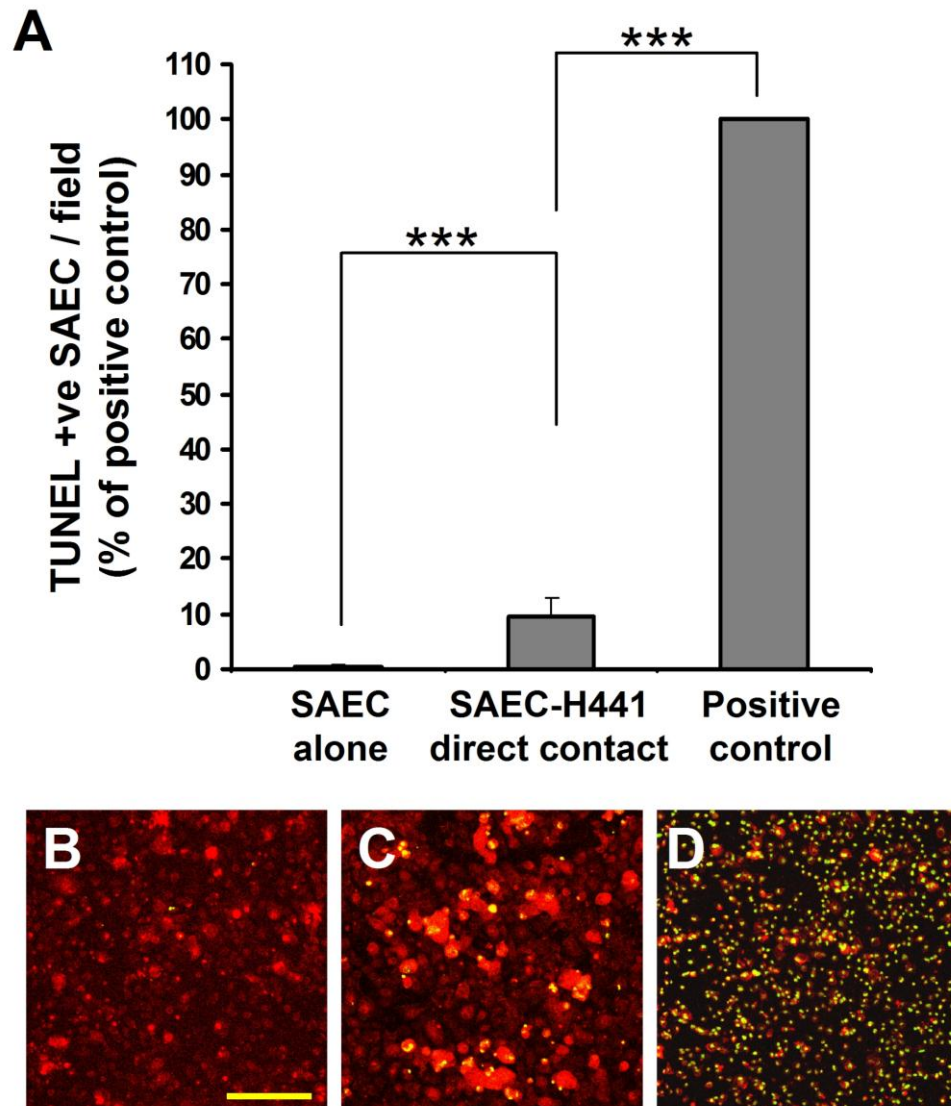 A
***
***
TUNEL +ve SAEC / field
(% of positive control)
110
100
90
80
70
60
50
40
30
20
10
0
SAEC
alone
SAEC-H441
direct contact
Positive
control
B
C
D